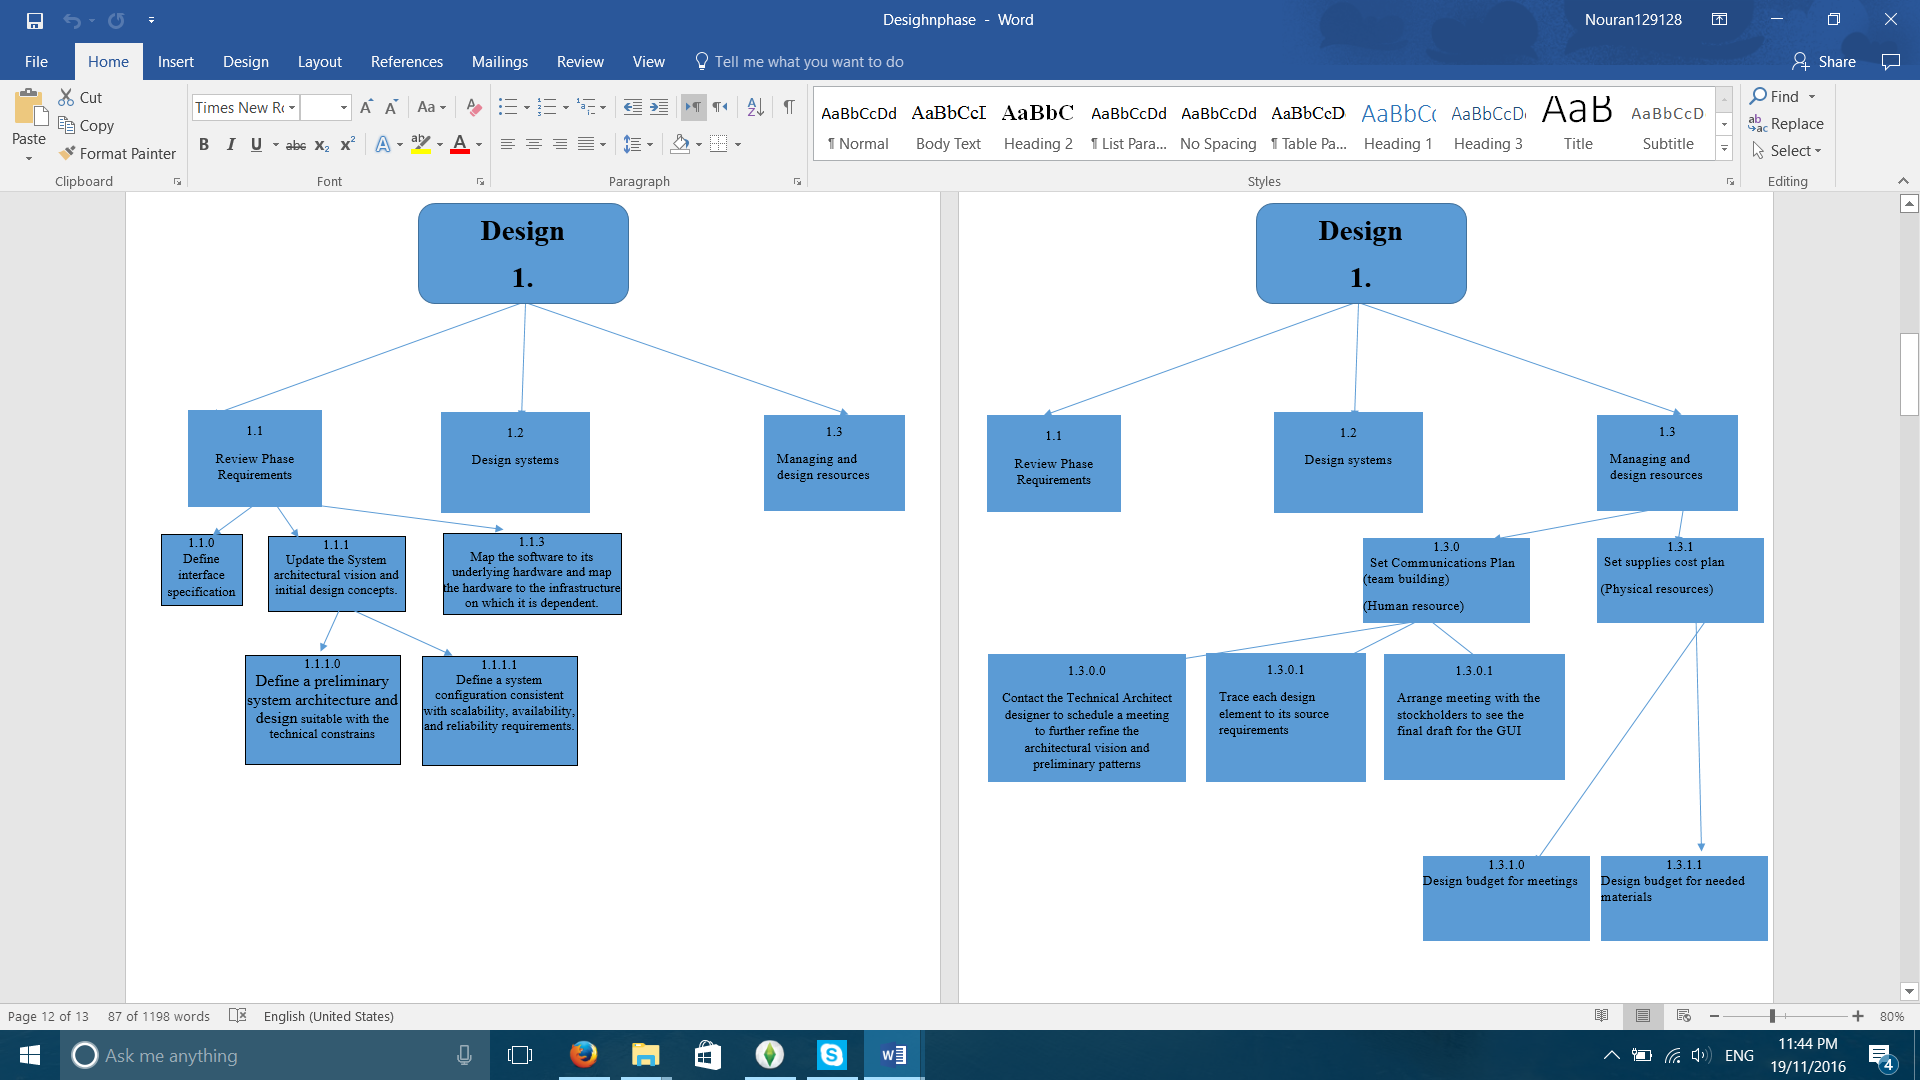 Desighnphase - Word
Nouran129128
File Home Insert Design Layout References Mailings Review View Tell me what you want to do
Share
Paste
Cut
Copy
Format Painter
Clipboard
Times New Ro
Aa
B I U abc x₂ x² A A
Font
Paragraph
AaBbCcDd AaBbCcI AaBbC AaBbCcDd AaBbCcDd AaBbCcD AaBbCc AaBbCcD AaB AaBbCcD
¶ Normal Body Text Heading 2 ¶ List Para... No Spacing ¶ Table Pa... Heading 1 Heading 3 Title Subtitle
Styles
Find
Replace
Select
Editing
Design
1.
1.1
Review Phase
Requirements
1.2
Design systems
1.3
Managing and
design resources
1.1.0
Define
interface
specification
1.1.1
Update the System
architectural vision and
initial design concepts.
1.1.3
Map the software to its
underlying hardware and map
the hardware to the infrastructure
on which it is dependent.
1.1.1.0
Define a preliminary
system architecture and
design suitable with the
technical constrains
1.1.1.1
Define a system
configuration consistent
with scalability, availability,
and reliability requirements.
Design
1.
1.1
Review Phase
Requirements
1.2
Design systems
1.3
Managing and
design resources
1.3.0
Set Communications Plan
(team building)
(Human resource)
1.3.1
Set supplies cost plan
(Physical resources)
1.3.0.0
Contact the Technical Architect
designer to schedule a meeting
to further refine the
architectural vision and
preliminary patterns
1.3.0.1
Trace each design
element to its source
requirements
1.3.0.1
Arrange meeting with the
stockholders to see the
final draft for the GUI
1.3.1.0
Design budget for meetings
1.3.1.1
Design budget for needed
materials
Page 12 of 13 87 of 1198 words English (United States)
80%
Ask me anything
ENG
11:44 PM
19/11/2016
4